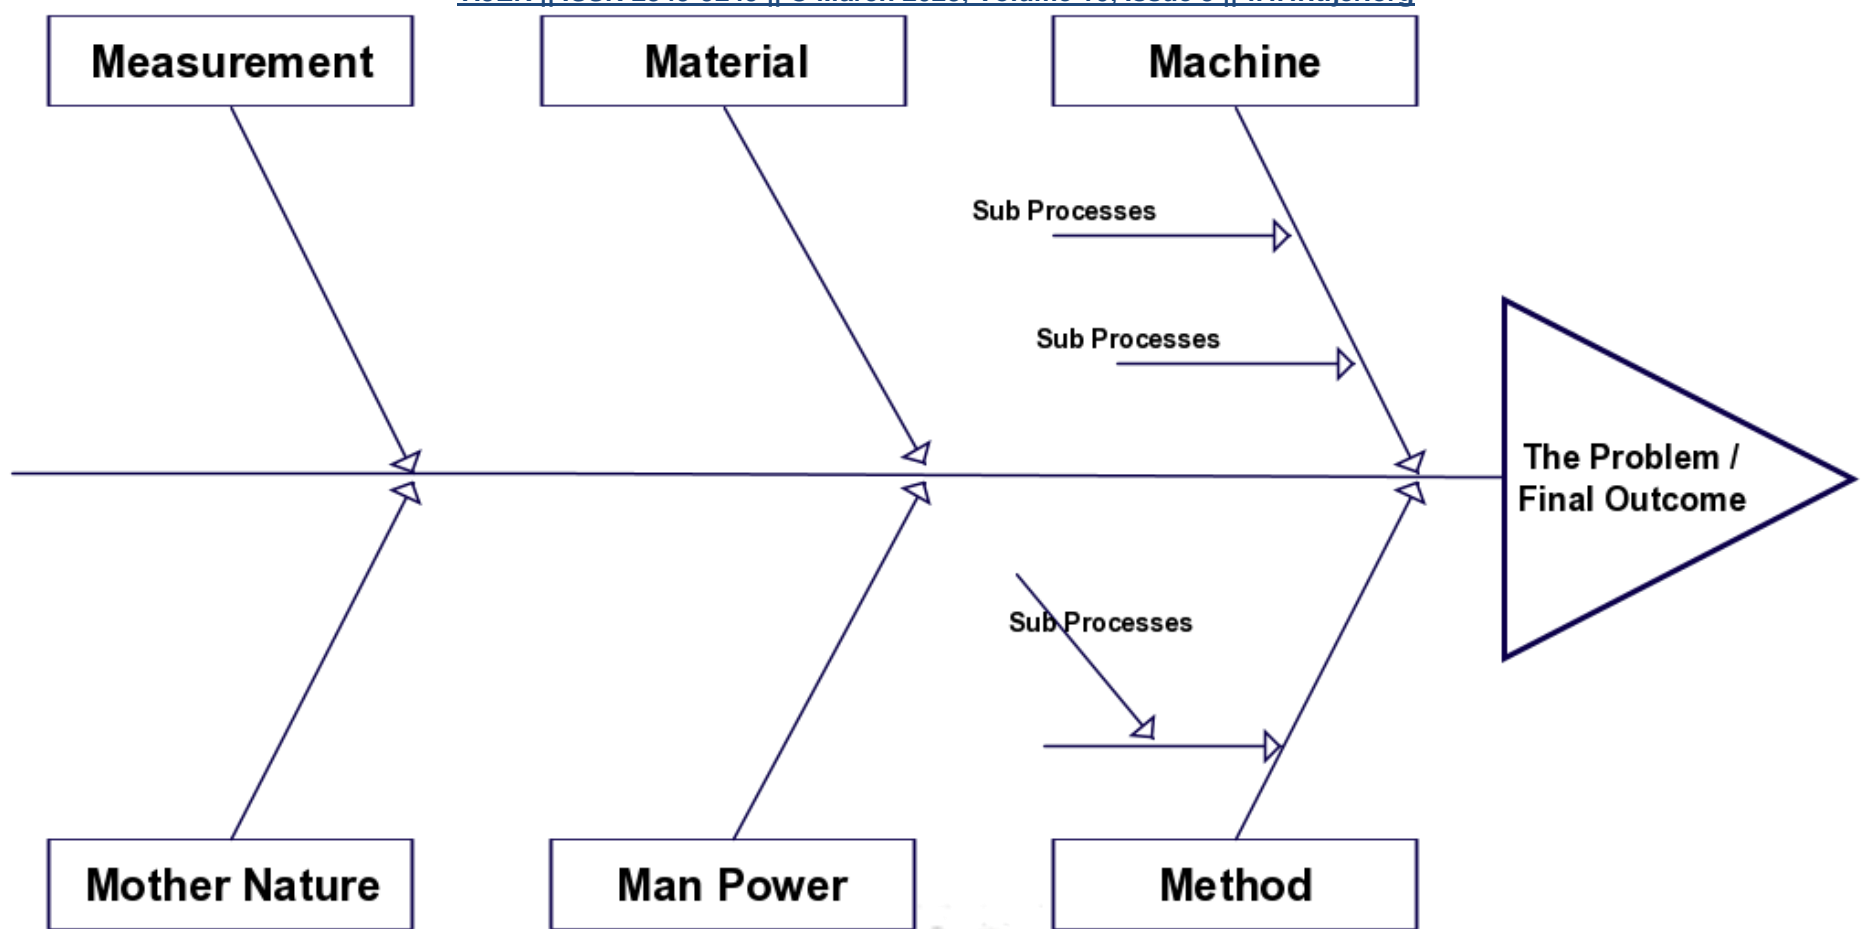 Measurement
Material
Machine
Sub Processes
Sub Processes
The Problem /
Final Outcome
Sub Processes
Mother Nature
Man Power
Method